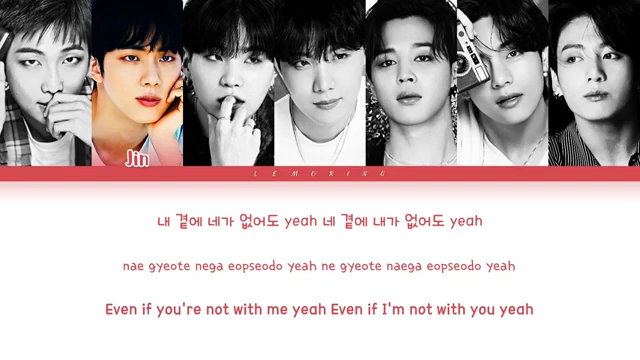 Jin
LEMORING
내 곁에 네가 없어도 yeah 네 곁에 내가 없어도 yeah
nae gyeote nega eopseodo yeah ne gyeote naega eopseodo yeah
Even if you're not with me yeah Even if I'm not with you yeah